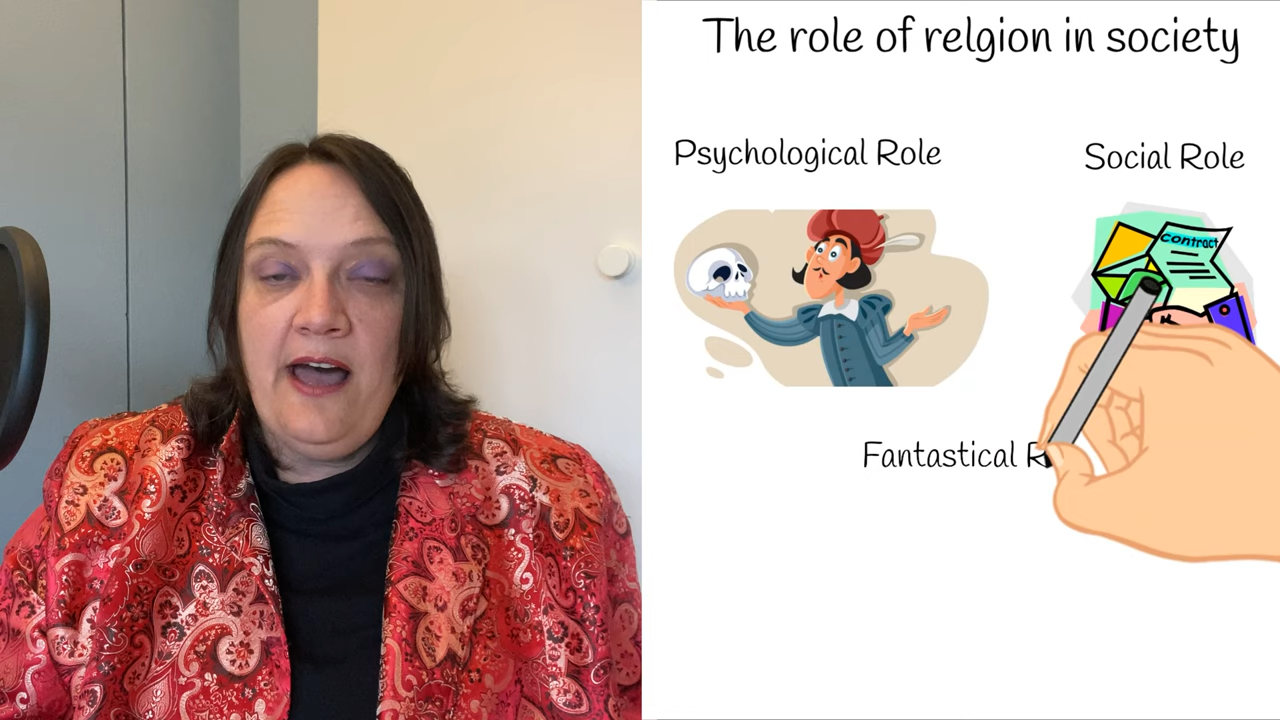 The role of relgion in society
Psychological Role
Social Role
contract
Fantastical